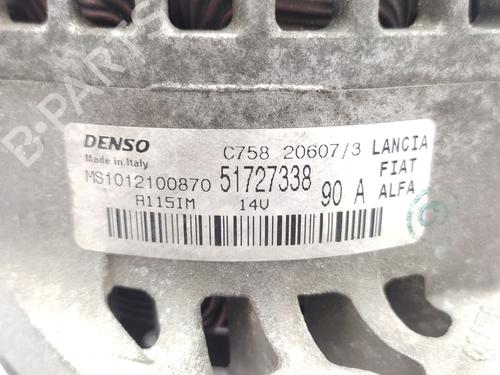 B-PARTS
DENSO C758 20607/3 LANCIA
Made in Italy FIAT
MS1012100870 51727338 90 A ALFA
A115IM 14V